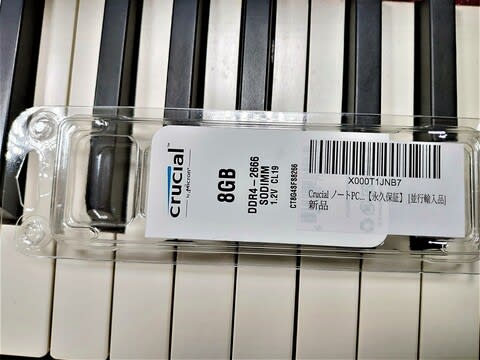 crucial
by Micron
8GB
DDR4-2666
SODIMM
1.2V CL19
CT8G4SFS8266
X000T1JNB7
Crucial ノートPC...【永久保証】 [並行輸入品]
新品